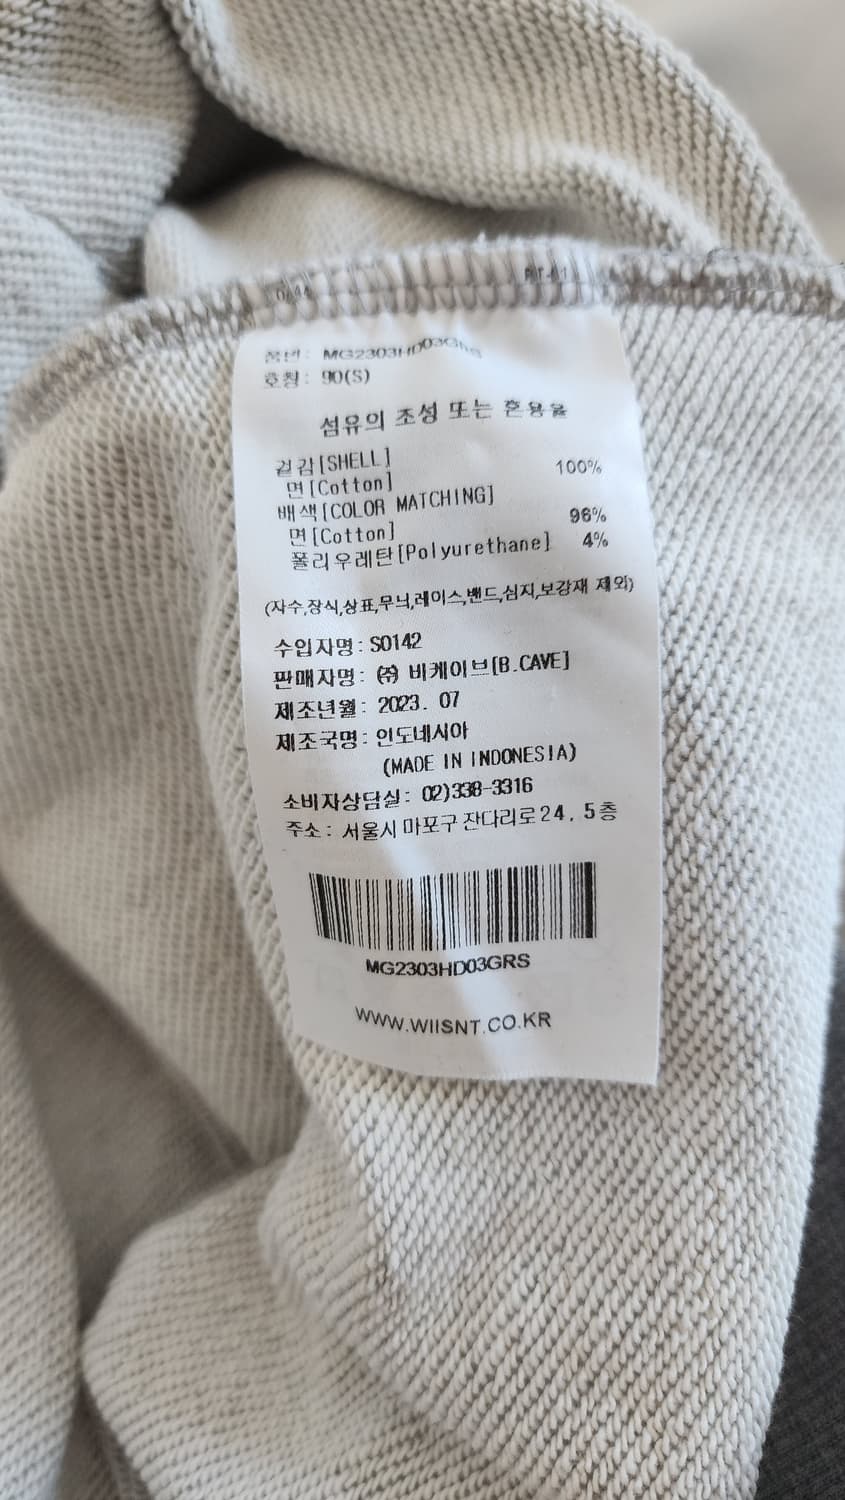 품번: MG2303HD03GRS
호칭: 90(S)
섬유의 조성 또는 혼용율
겉감[SHELL]
면[Cotton] 100%
배색[COLOR MATCHING]
면[Cotton] 96%
폴리우레탄[Polyurethane] 4%
(자수,장식,상표,무늬,레이스,밴드,심지,보강재 제외)
수입자명: S0142
판매자명: ㈜ 비케이브[B.CAVE]
제조년월: 2023. 07
제조국명: 인도네시아
(MADE IN INDONESIA)
소비자상담실: 02)338-3316
주소: 서울시 마포구 잔다리로24, 5층
MG2303HD03GRS
WWW.WIISNT.CO.KR